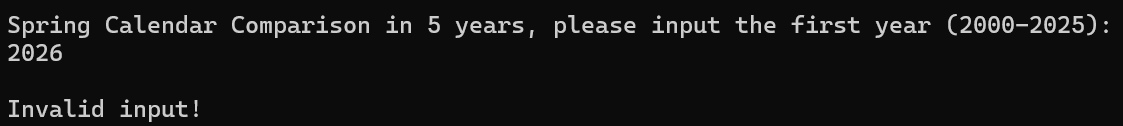 Spring Calendar Comparison in 5 years, please input the first year (2000-2025):
2026
Invalid input!